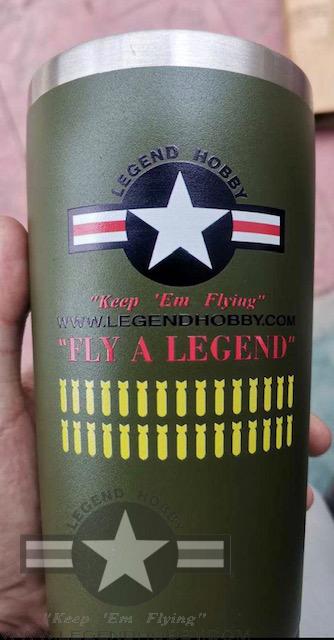 LEGEND HOBBY
"Keep 'Em Flying"
WWW.LEGENDHOBBY.COM
"FLY A LEGEND"
LEGEND HOBBY
"Keep 'Em Flying"